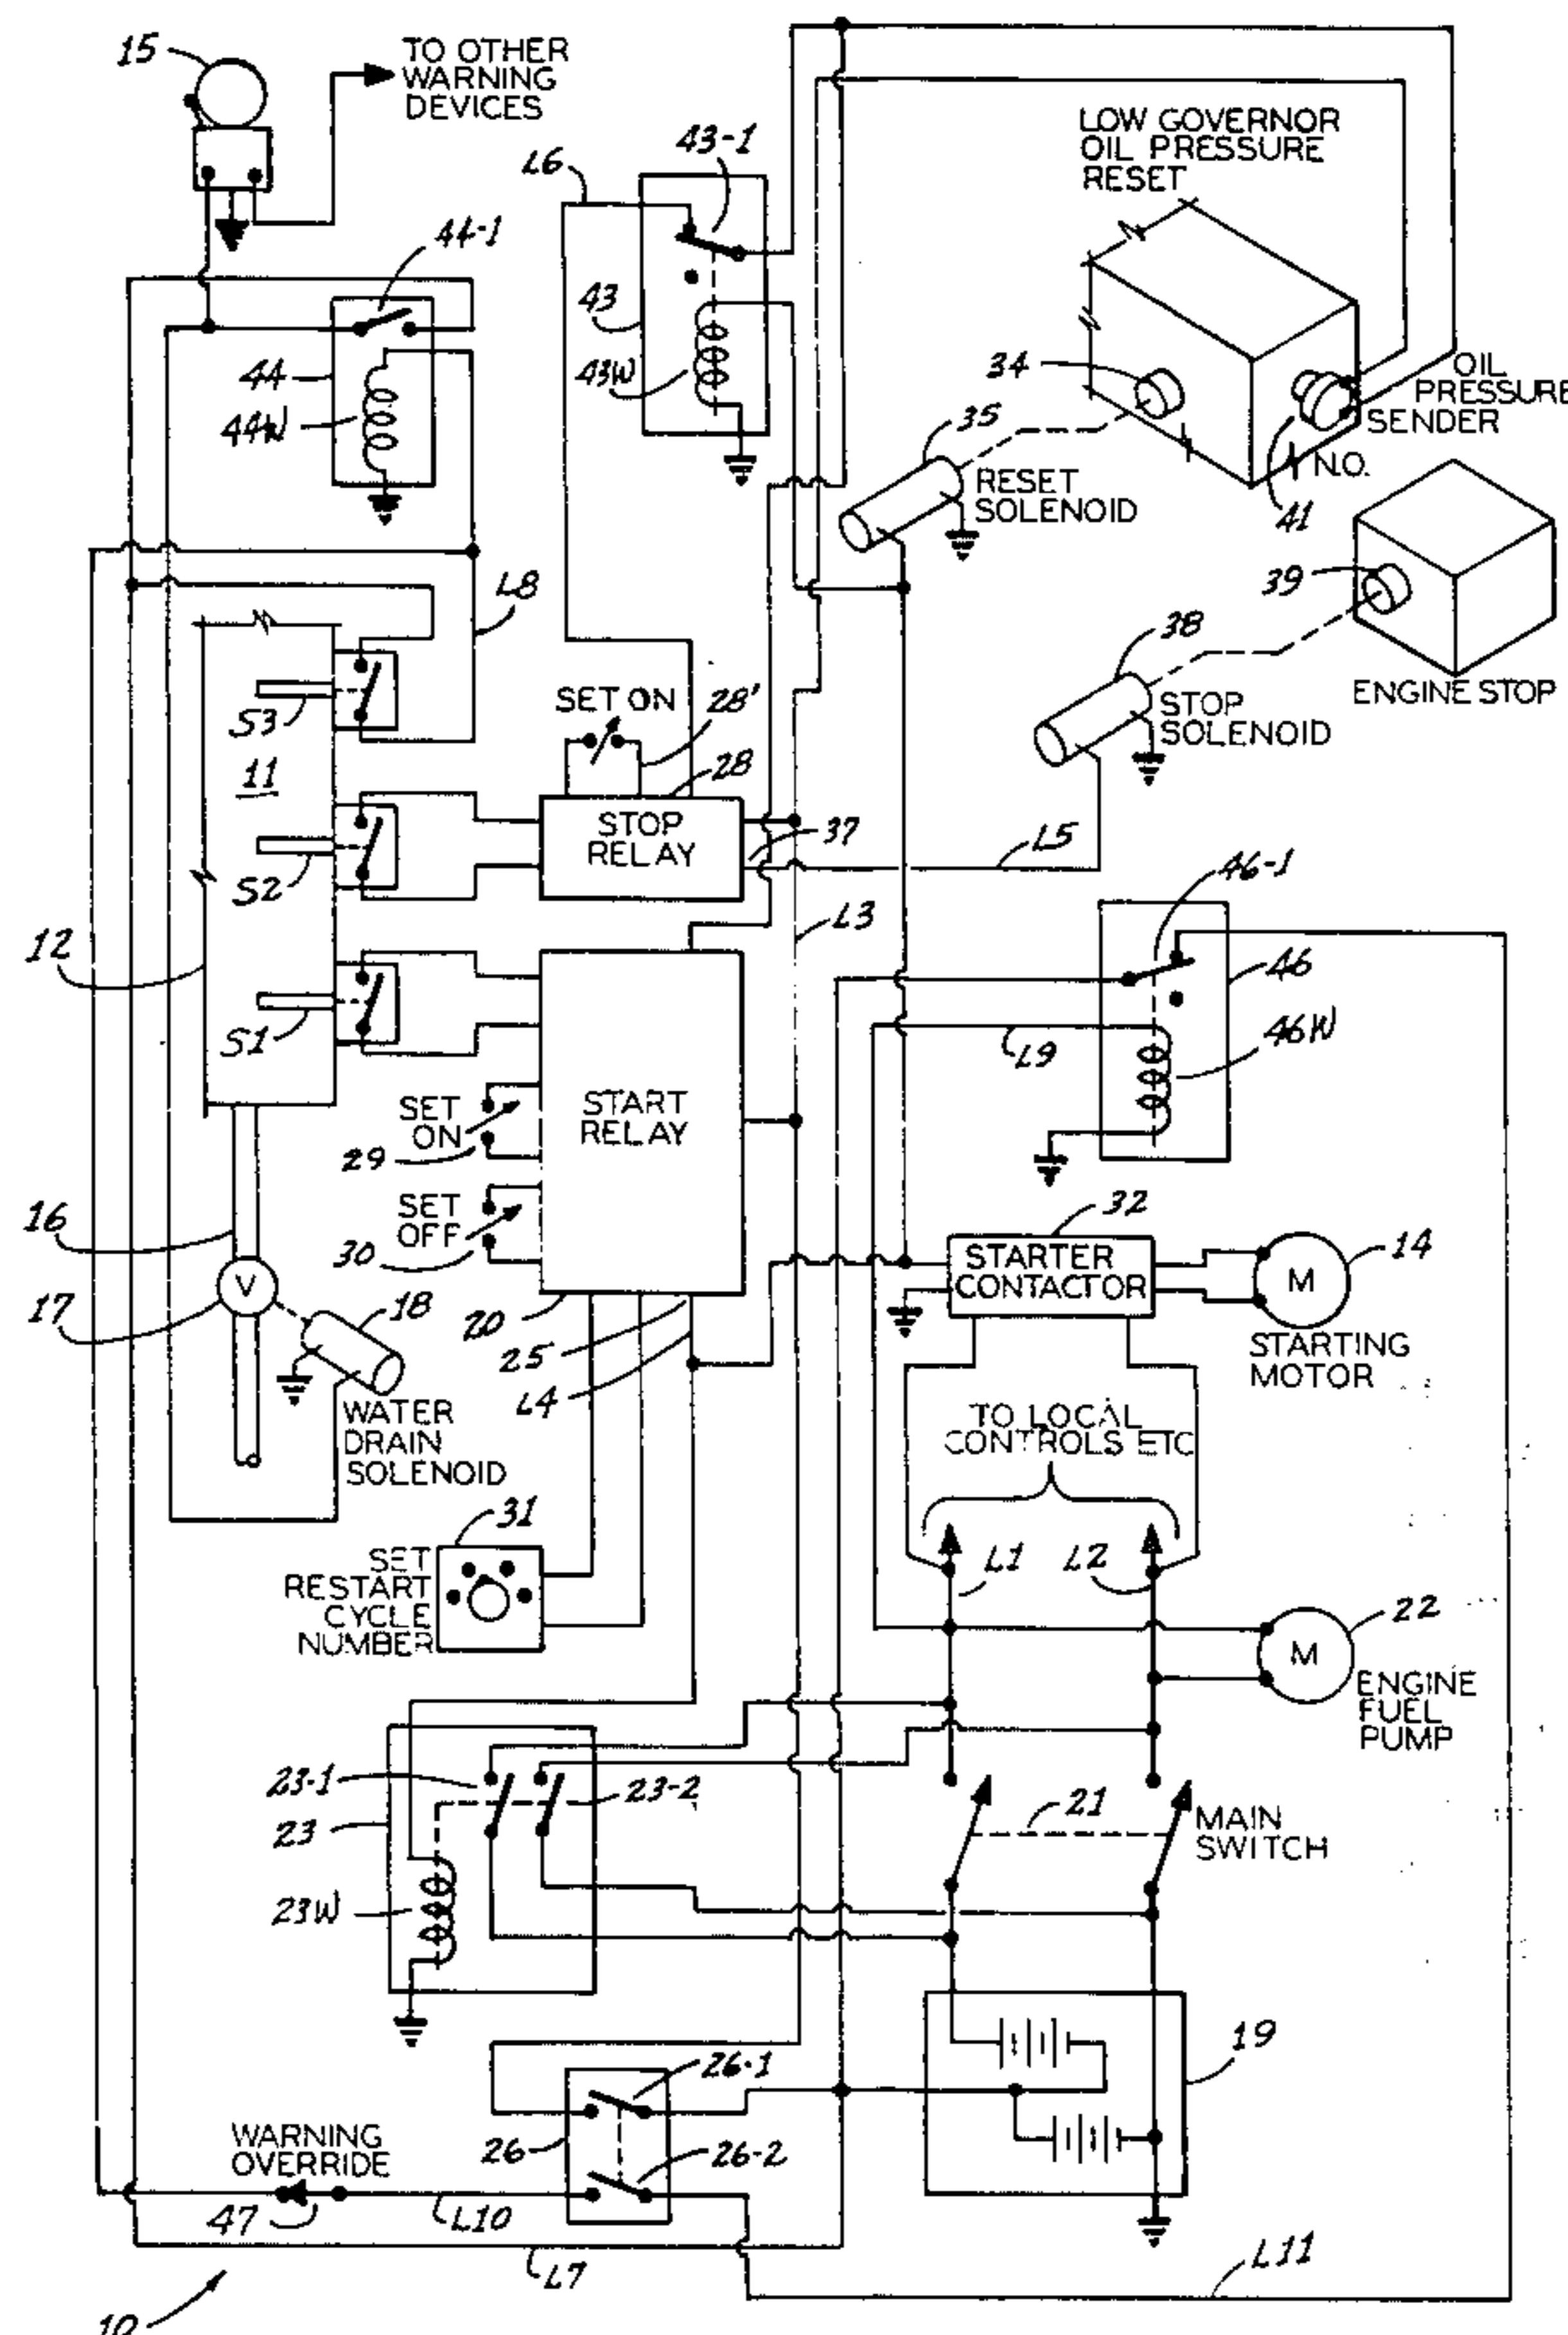 15
TO OTHER
WARNING
DEVICES
43-1
L6
LOW GOVERNOR
OIL PRESSURE
RESET
44-1
43
34
44
44W
43W
35
OIL
PRESSURE
SENDER
RESET
SOLENOID
N.O.
41
39
L8
38
SET ON
28'
STOP
SOLENOID
ENGINE STOP
S3
11
28
STOP
RELAY
37
L5
46-1
S2
L3
12
46
S1
L9
46W
SET
ON
29
START
RELAY
16
SET
OFF
30
32
STARTER
CONTACTOR
M
14
V
17
18
20
25
L4
STARTING
MOTOR
WATER
DRAIN
SOLENOID
TO LOCAL
CONTROLS ETC
31
SET
RESTART
CYCLE
NUMBER
L1
L2
22
M
ENGINE
FUEL
PUMP
23-1
23-2
23
21
MAIN
SWITCH
23W
19
26-1
WARNING
OVERRIDE
26
26-2
47
L10
L7
L11
10